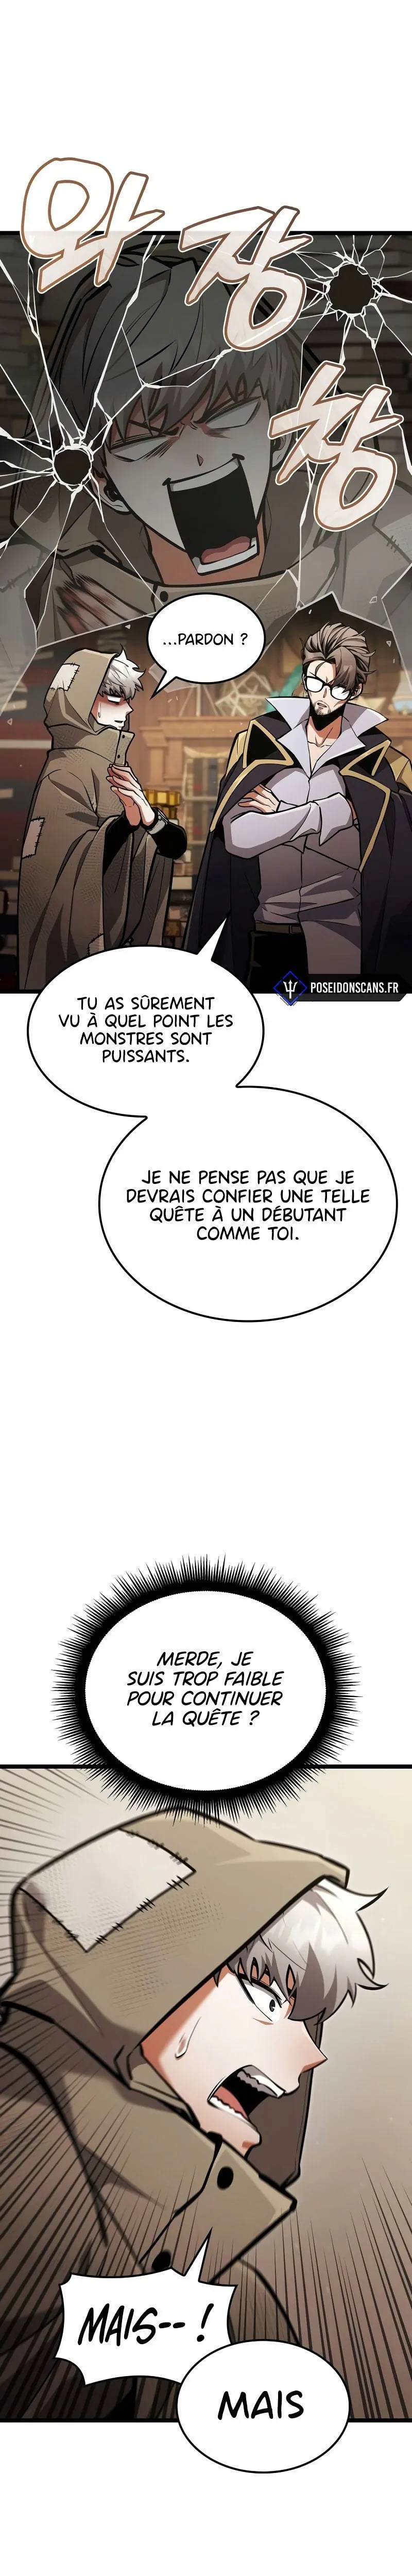 와장
창
...PARDON ?
POSEIDONSCANS.FR
TU AS SÛREMENT
VU À QUEL POINT LES
MONSTRES SONT
PUISSANTS.
JE NE PENSE PAS QUE JE
DEVRAIS CONFIER UNE TELLE
QUÊTE À UN DÉBUTANT
COMME TOI.
MERDE, JE
SUIS TROP FAIBLE
POUR CONTINUER
LA QUÊTE ?
MAIS-- !
MAIS